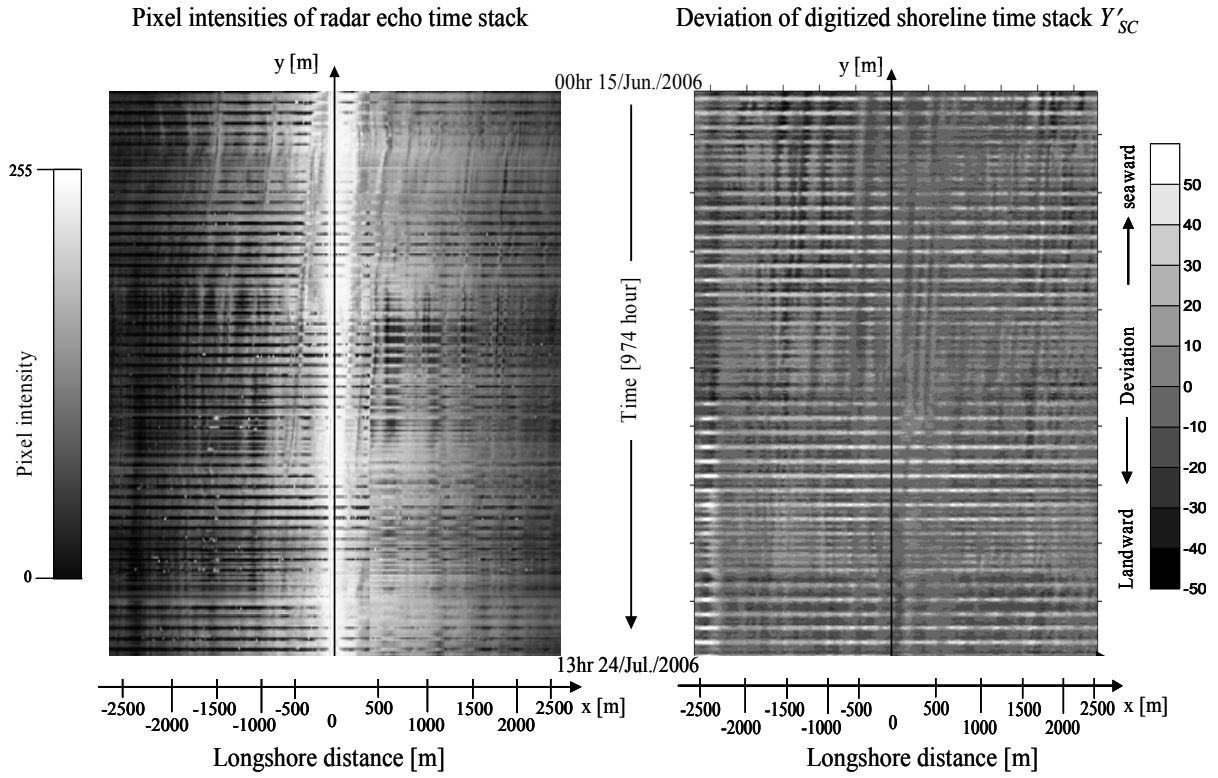 Pixel intensities of radar echo time stack
Deviation of digitized shoreline time stack Y'SC
y [m]
00hr 15/Jun./2006
y [m]
255
0
Pixel intensity
Time [974 hour]
seaward
Deviation
Landward
50
40
30
20
10
0
-10
-20
-30
-40
-50
13hr 24/Jul./2006
-2500 -2000 -1500 -1000 -500 0 500 1000 1500 2000 2500 x [m]
Longshore distance [m]
-2500 -2000 -1500 -1000 -500 0 500 1000 1500 2000 2500 x [m]
Longshore distance [m]